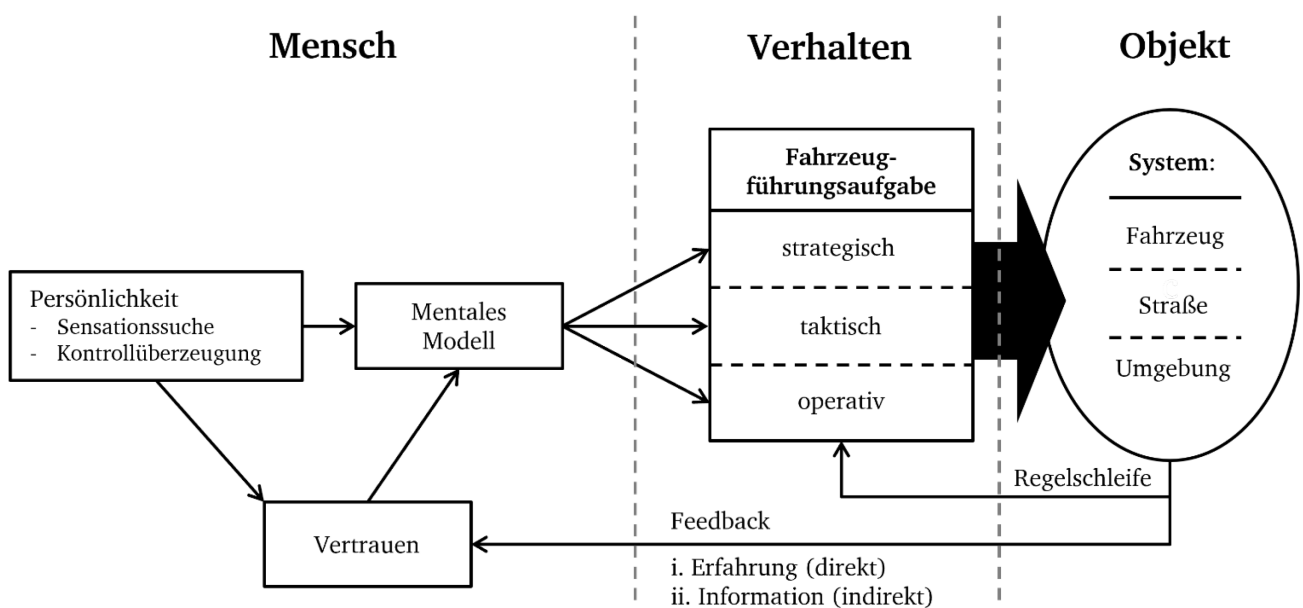 Mensch
Verhalten
Objekt
Persönlichkeit
- Sensationssuche
- Kontrollüberzeugung
Mentales
Modell
Vertrauen
Fahrzeug-
führungsaufgabe
strategisch
taktisch
operativ
System:
Fahrzeug
Straße
Umgebung
Regelschleife
Feedback
i. Erfahrung (direkt)
ii. Information (indirekt)